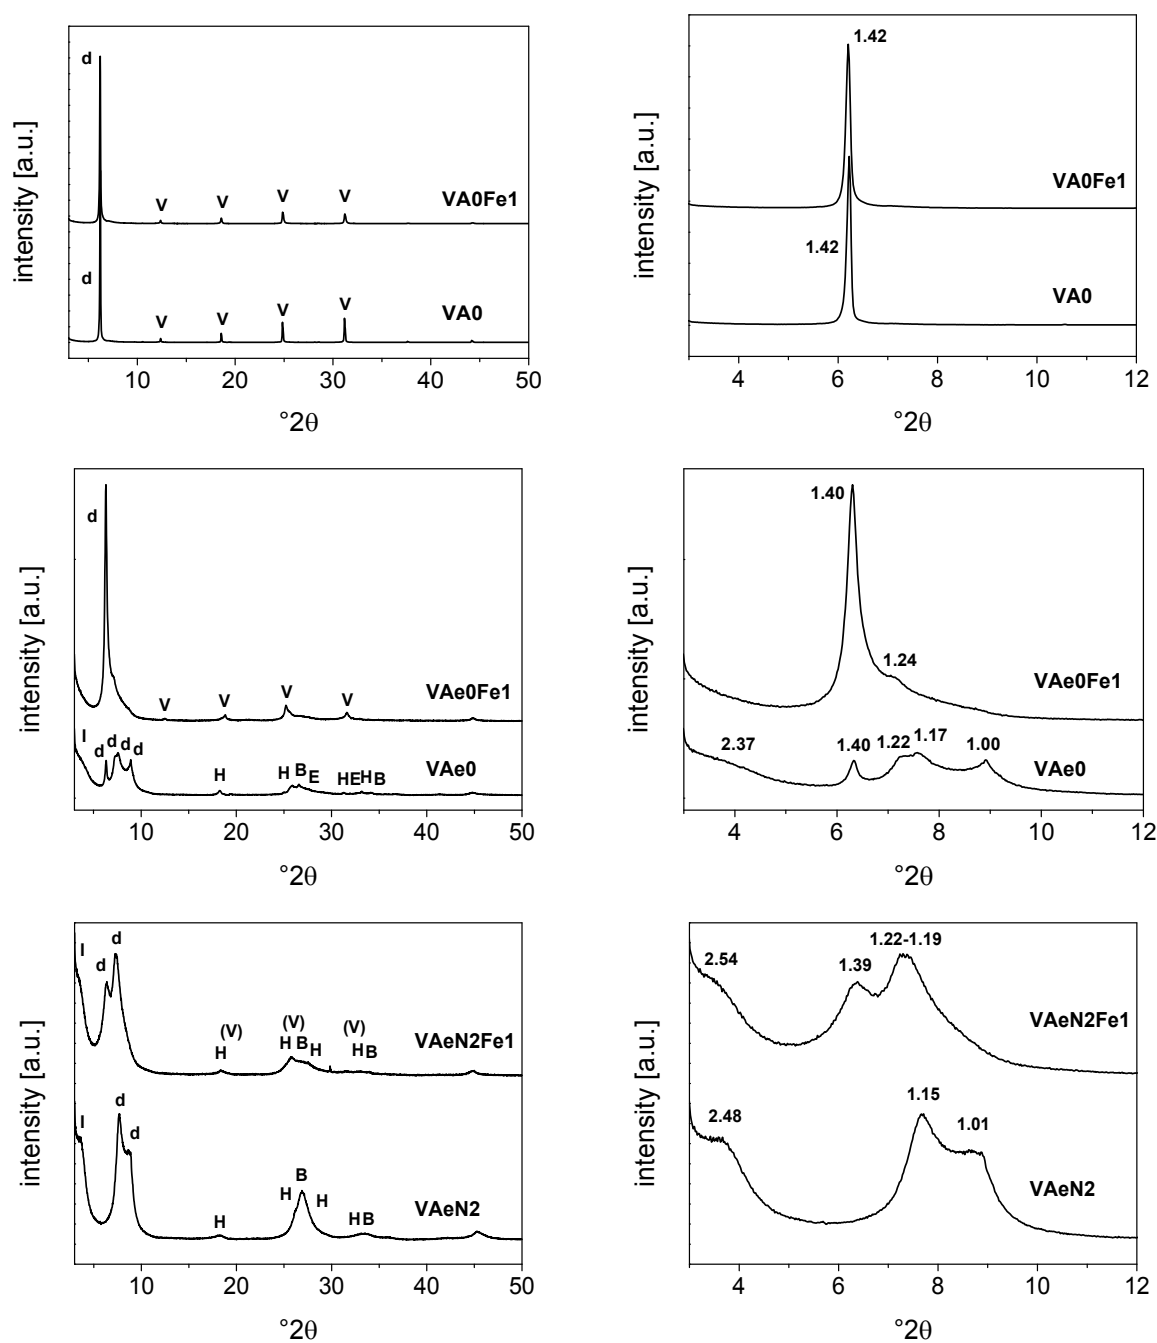 intensity [a.u.]
d
V V V V
VA0Fe1
d
V V V V
VA0
10 20 30 40 50
°2θ
intensity [a.u.]
1.42
VA0Fe1
1.42
VA0
4 6 8 10 12
°2θ
intensity [a.u.]
d
V V V V
VAe0Fe1
I d d d d
H H B E H E H B
VAe0
10 20 30 40 50
°2θ
intensity [a.u.]
1.40
1.24
VAe0Fe1
2.37 1.40 1.22 1.17 1.00
VAe0
4 6 8 10 12
°2θ
intensity [a.u.]
I d d
(V) (V) (V)
H H B H H B
VAeN2Fe1
I d d
H H B H H B
VAeN2
10 20 30 40 50
°2θ
intensity [a.u.]
2.54 1.39 1.22-1.19
VAeN2Fe1
2.48 1.15 1.01
VAeN2
4 6 8 10 12
°2θ